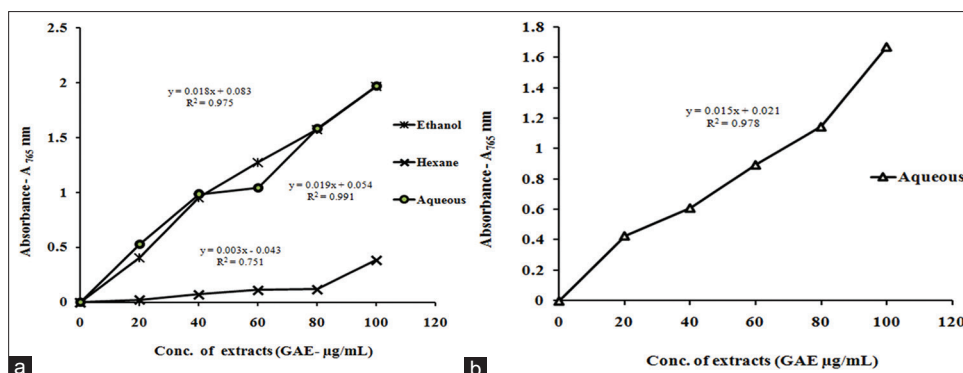 2.5
2
1.5
1
0.5
0
0 20 40 60 80 100 120
Absorbance- A 765 nm
Conc. of extracts (GAE- µg/mL)
y = 0.018x + 0.083
R² = 0.975
y = 0.019x + 0.054
R² = 0.991
y = 0.003x - 0.043
R² = 0.751
Ethanol
Hexane
Aqueous
a
1.8
1.6
1.4
1.2
1
0.8
0.6
0.4
0.2
0
0 20 40 60 80 100 120
Absorbance- A765 nm
Conc. of extracts (GAE µg/mL)
y = 0.015x + 0.021
R² = 0.978
Aqueous
b